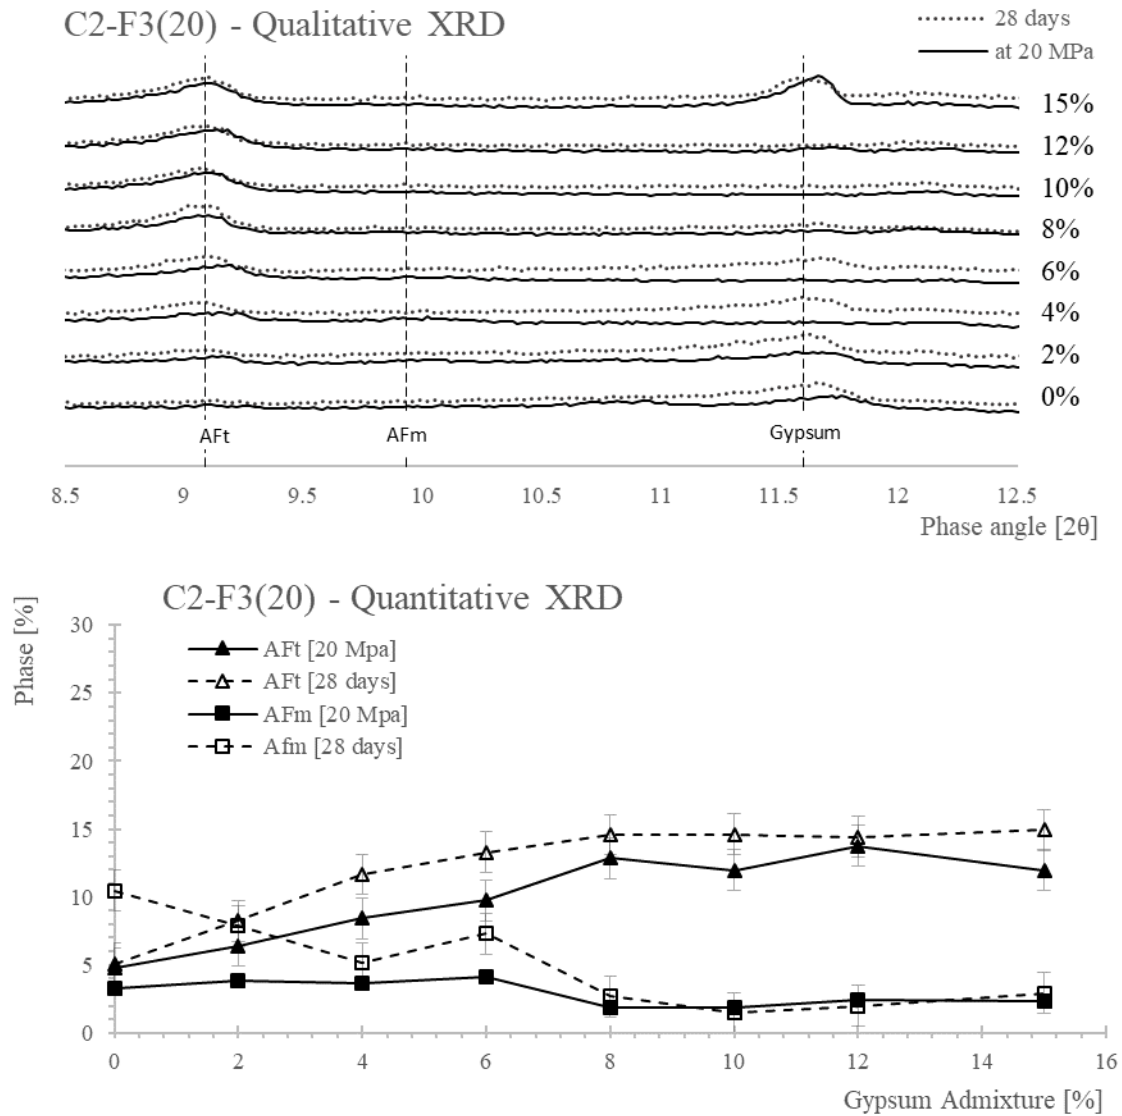 C2-F3(20) - Qualitative XRD
28 days
at 20 MPa
15%
12%
10%
8%
6%
4%
2%
0%
AFt AFm Gypsum
8.5 9 9.5 10 10.5 11 11.5 12 12.5
Phase angle [2θ]
C2-F3(20) - Quantitative XRD
Phase [%]
30
25
20
15
10
5
0
AFt [20 Mpa]
AFt [28 days]
AFm [20 Mpa]
Afm [28 days]
0 2 4 6 8 10 12 14 16
Gypsum Admixture [%]